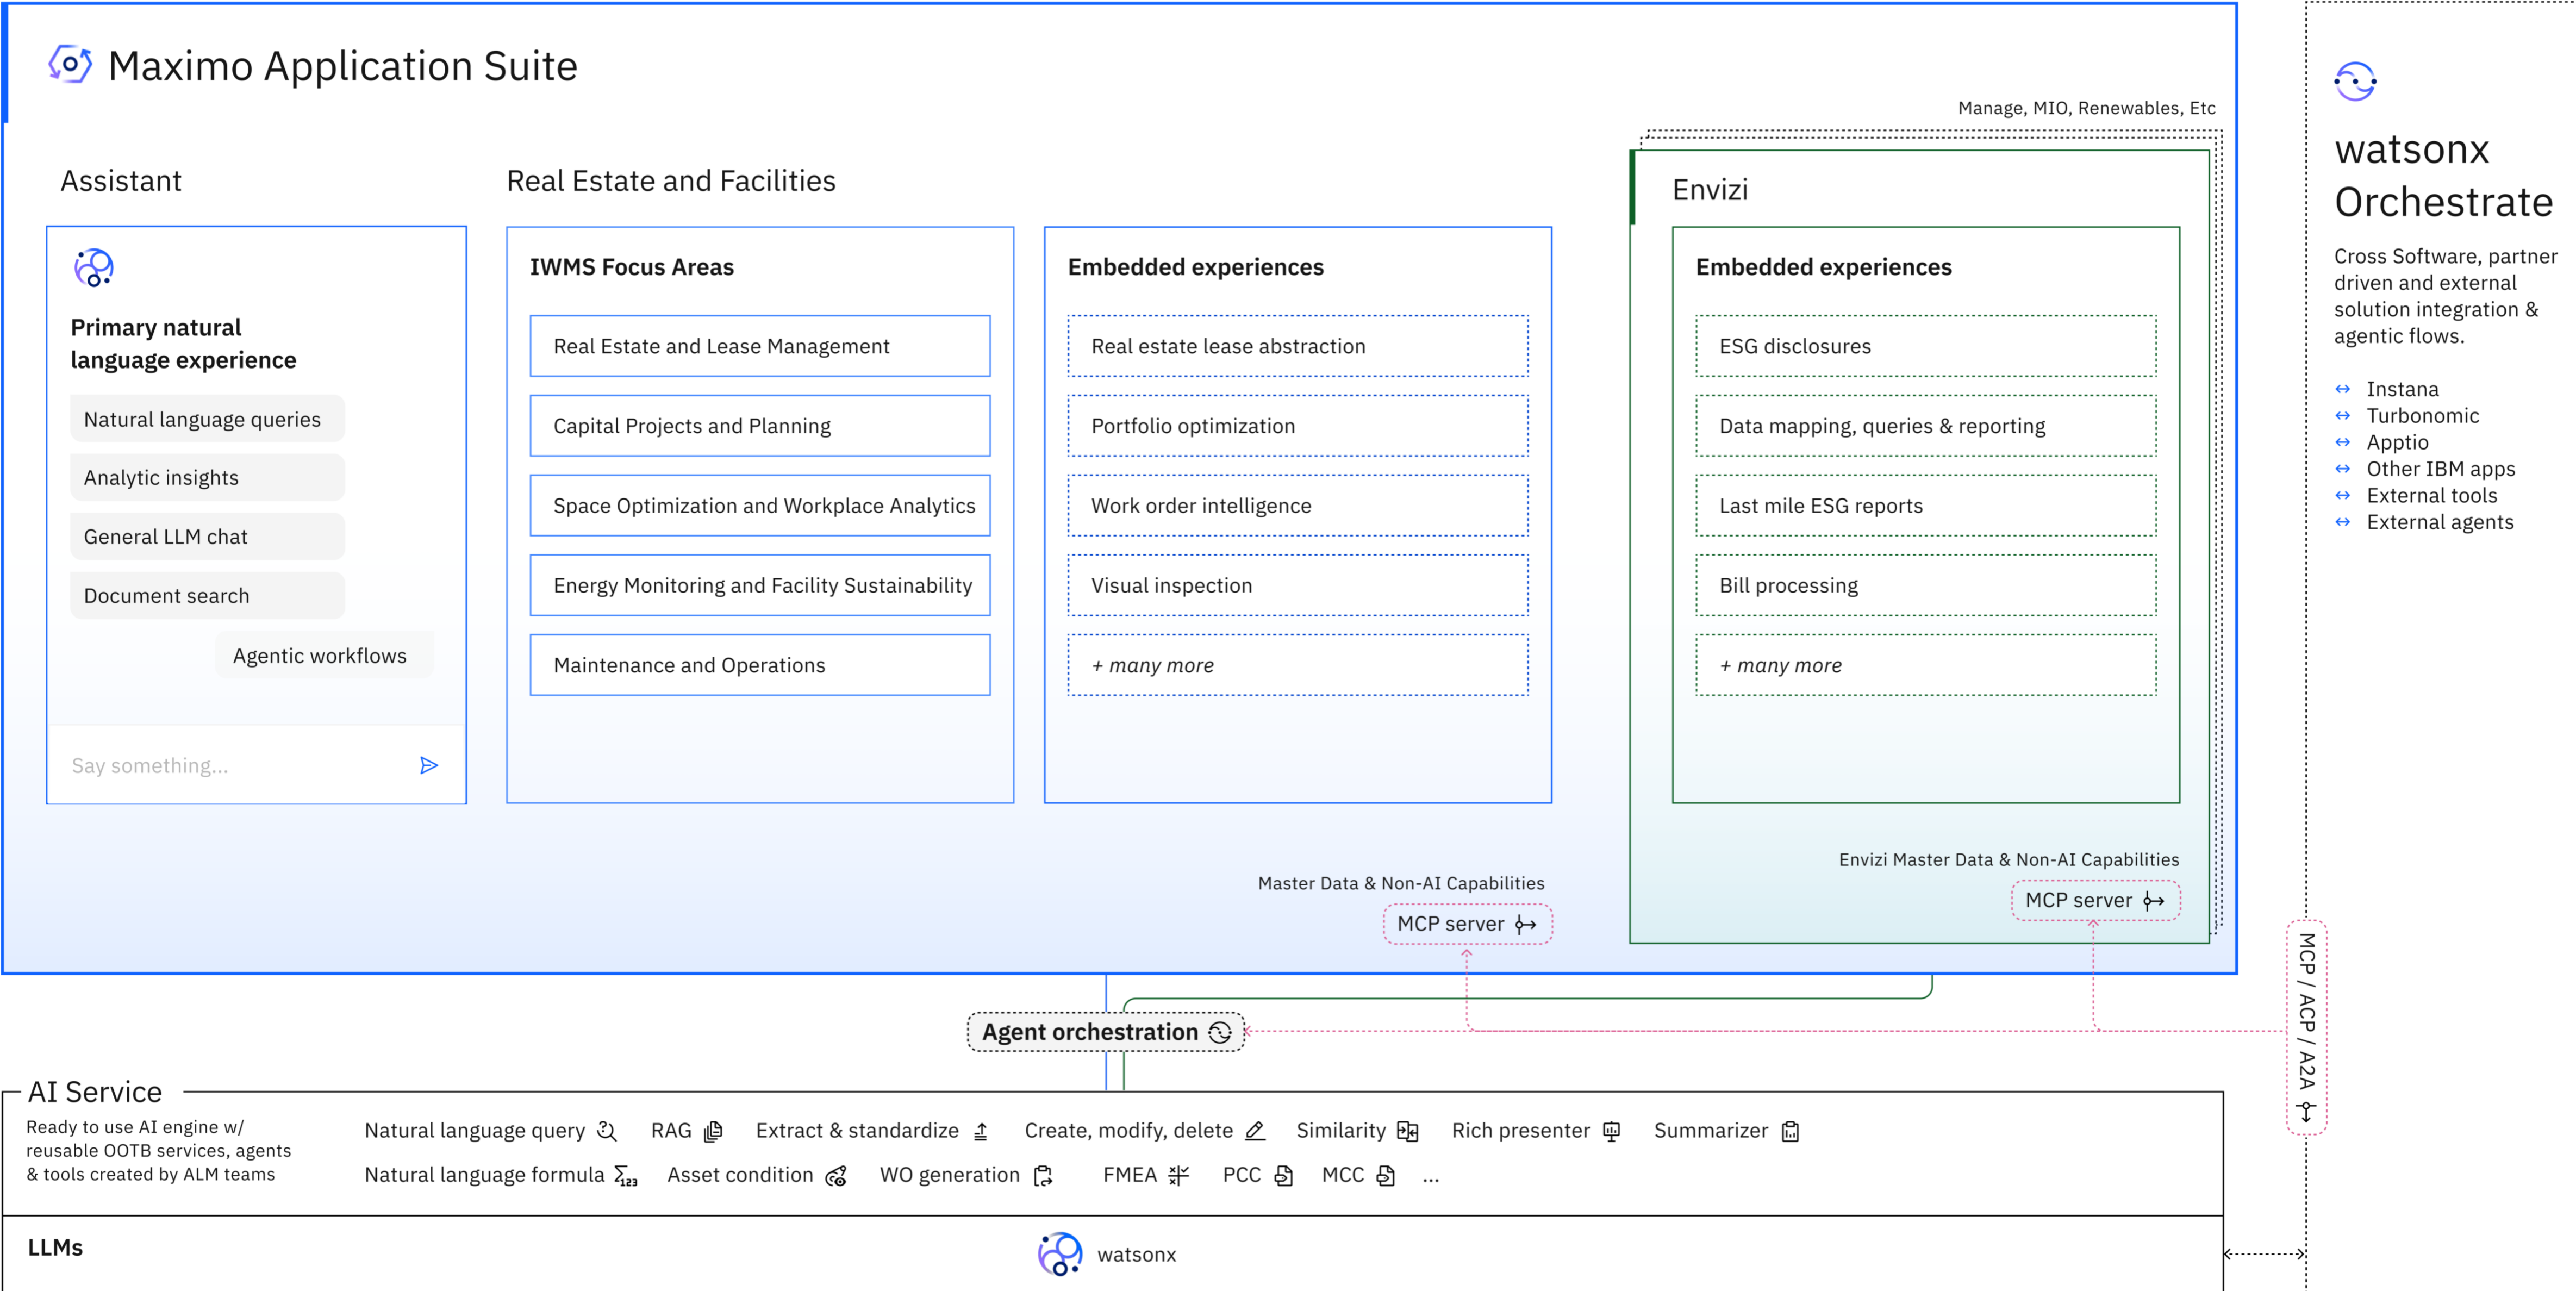 Maximo Application Suite
Manage, MIO, Renewables, Etc
Assistant
Primary natural
language experience
Natural language queries
Analytic insights
General LLM chat
Document search
Agentic workflows
Say something...
Real Estate and Facilities
IWMS Focus Areas
Real Estate and Lease Management
Capital Projects and Planning
Space Optimization and Workplace Analytics
Energy Monitoring and Facility Sustainability
Maintenance and Operations
Embedded experiences
Real estate lease abstraction
Portfolio optimization
Work order intelligence
Visual inspection
+ many more
Master Data & Non-AI Capabilities
MCP server
Envizi
Embedded experiences
ESG disclosures
Data mapping, queries & reporting
Last mile ESG reports
Bill processing
+ many more
Envizi Master Data & Non-AI Capabilities
MCP server
watsonx
Orchestrate
Cross Software, partner
driven and external
solution integration &
agentic flows.
Instana
Turbonomic
Apptio
Other IBM apps
External tools
External agents
MCP / ACP / A2A
Agent orchestration
AI Service
Ready to use AI engine w/
reusable OOTB services, agents
& tools created by ALM teams
Natural language query RAG Extract & standardize Create, modify, delete Similarity Rich presenter Summarizer
Natural language formula Asset condition WO generation FMEA PCC MCC ...
LLMs
watsonx